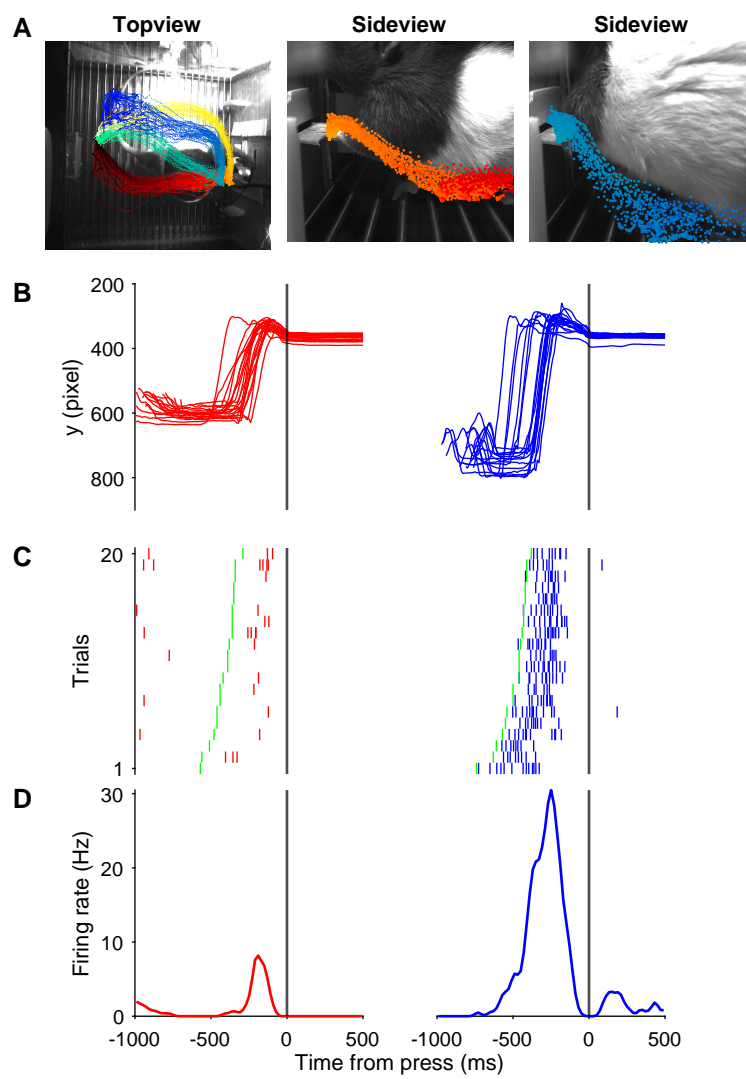 A
Topview
Sideview
Sideview
B
200
400
600
800
y (pixel)
C
20
1
Trials
D
30
20
10
0
Firing rate (Hz)
-1000
-500
0
500
-1000
-500
0
500
Time from press (ms)